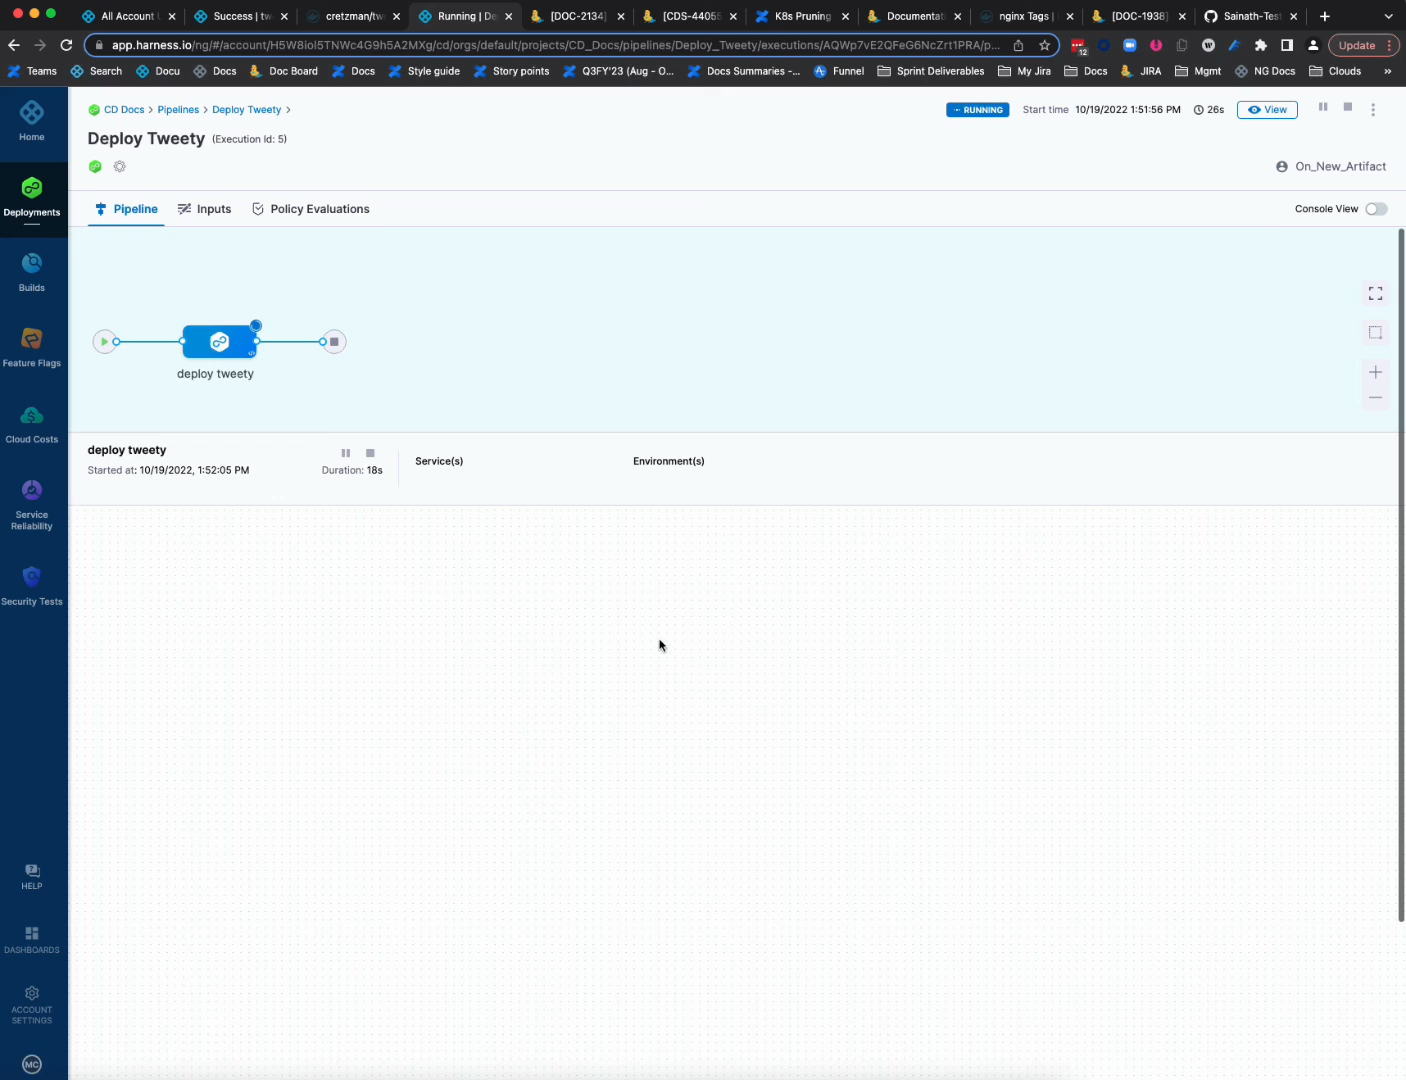 All Account U
Success | tw
cretzman/tw
Running | De
[DOC-2134]
[CDS-44055
K8s Pruning
Documentat
nginx Tags |
[DOC-1938]
Sainath-Test
app.harness.io/ng/#/account/H5W8iol5TNWc4G9h5A2MXg/cd/orgs/default/projects/CD_Docs/pipelines/Deploy_Tweety/executions/AQWp7vE2QFeG6NcZrt1PRA/p...
12
Update
Teams
Search
Docu
Docs
Doc Board
Docs
Style guide
Story points
Q3FY'23 (Aug - O...
Docs Summaries -...
Funnel
Sprint Deliverables
My Jira
Docs
JIRA
Mgmt
NG Docs
Clouds
»
Home
Deployments
Builds
Feature Flags
Cloud Costs
Service
Reliability
Security Tests
HELP
DASHBOARDS
ACCOUNT
SETTINGS
MC
CD Docs > Pipelines > Deploy Tweety >
RUNNING
Start time 10/19/2022 1:51:56 PM
26s
View
Deploy Tweety (Execution Id: 5)
On_New_Artifact
Pipeline
Inputs
Policy Evaluations
Console View
deploy tweety
deploy tweety
Started at: 10/19/2022, 1:52:05 PM
Duration: 18s
Service(s)
Environment(s)